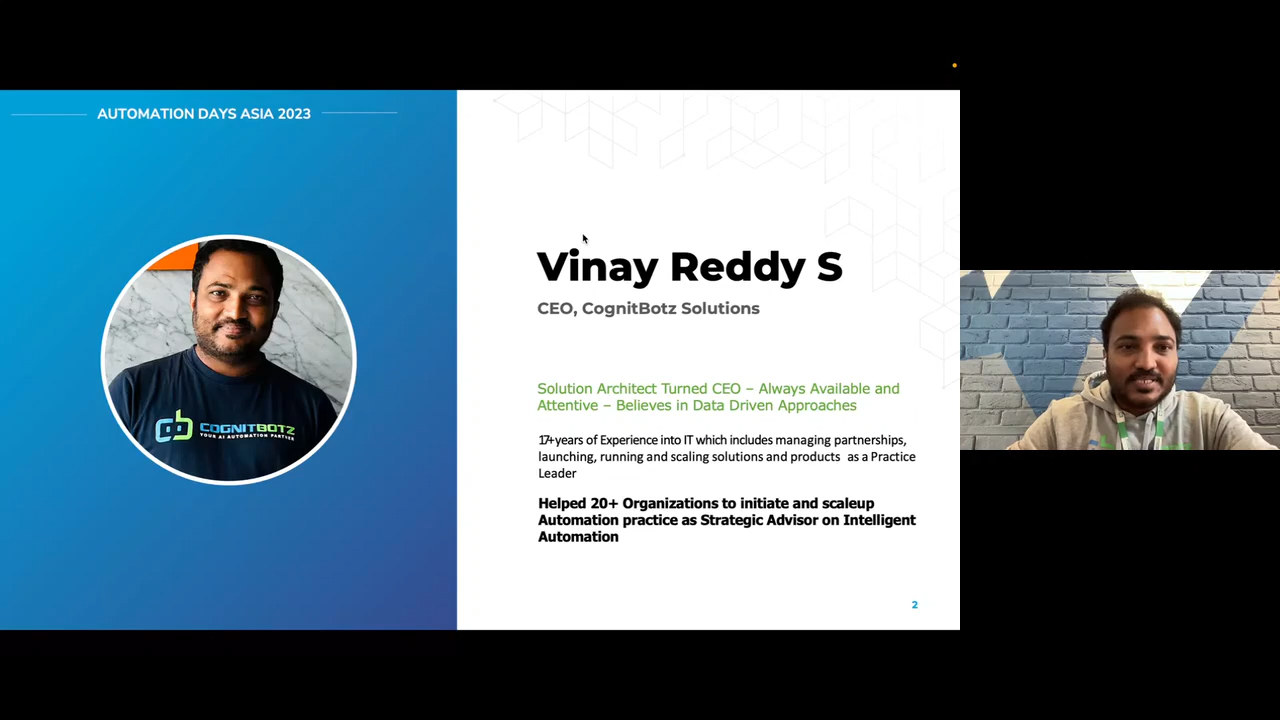 AUTOMATION DAYS ASIA 2023
COGNITBOTZ
YOUR AI AUTOMATION PARTNER
Vinay Reddy S
CEO, CognitBotz Solutions
Solution Architect Turned CEO – Always Available and
Attentive – Believes in Data Driven Approaches
17+years of Experience into IT which includes managing partnerships,
launching, running and scaling solutions and products as a Practice
Leader
Helped 20+ Organizations to initiate and scaleup
Automation practice as Strategic Advisor on Intelligent
Automation
2